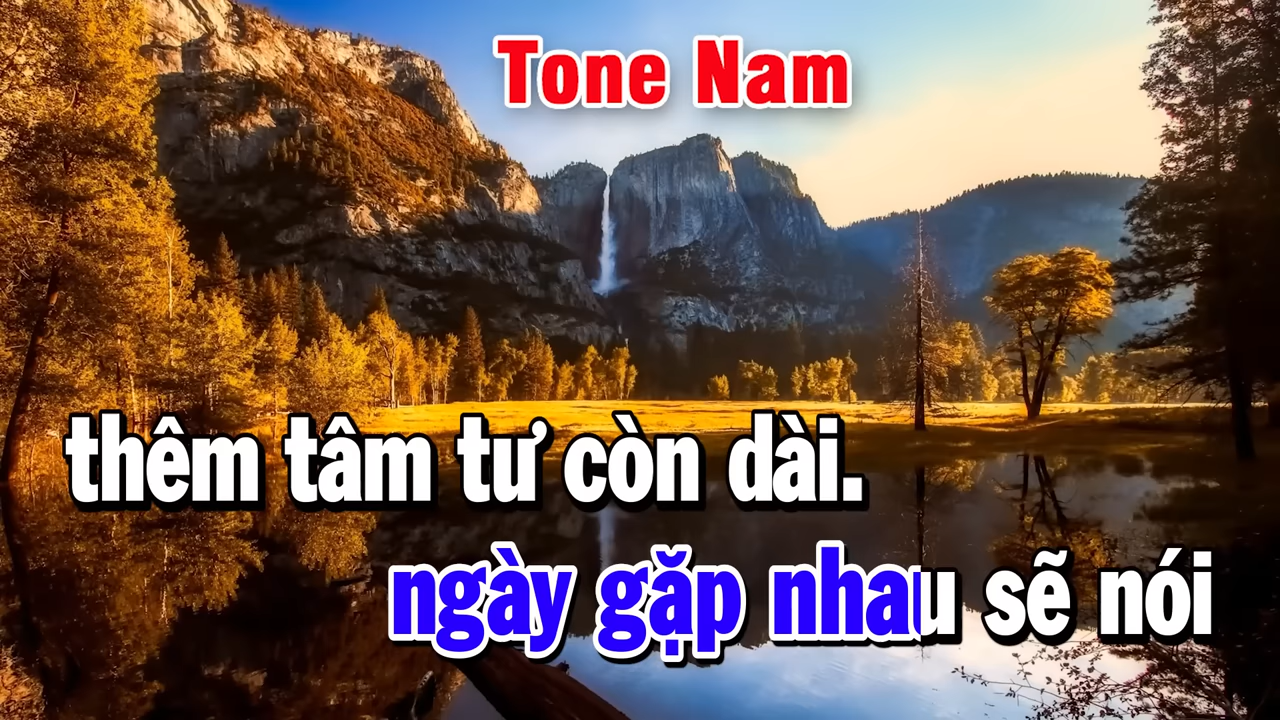 Tone Nam
thêm tâm tư còn dài.
ngày gặp nhau sẽ nói